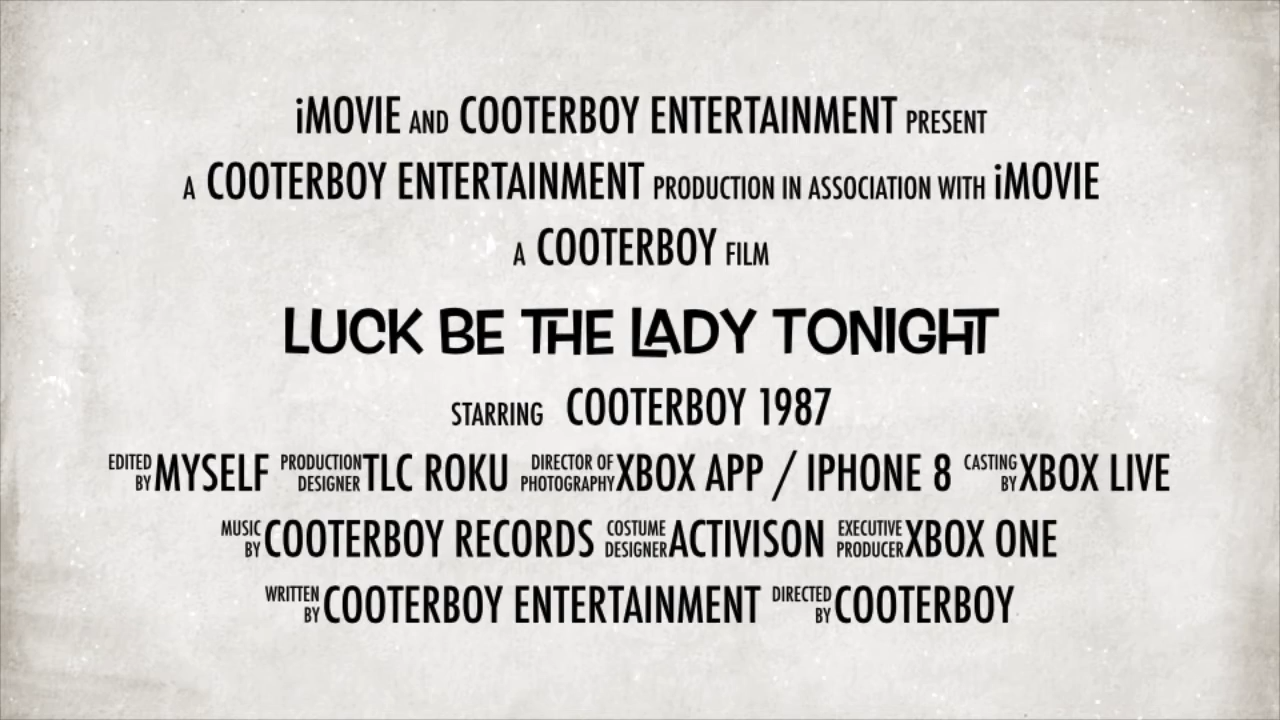 iMOVIE AND COOTERBOY ENTERTAINMENT PRESENT
A COOTERBOY ENTERTAINMENT PRODUCTION IN ASSOCIATION WITH iMOVIE
A COOTERBOY FILM
LUCK BE THE LADY TONIGHT
STARRING COOTERBOY 1987
EDITED BY MYSELF PRODUCTION DESIGNER TLC ROKU DIRECTOR OF PHOTOGRAPHY XBOX APP / IPHONE 8 CASTING BY XBOX LIVE
MUSIC BY COOTERBOY RECORDS COSTUME DESIGNER ACTIVISON EXECUTIVE PRODUCER XBOX ONE
WRITTEN BY COOTERBOY ENTERTAINMENT DIRECTED BY COOTERBOY